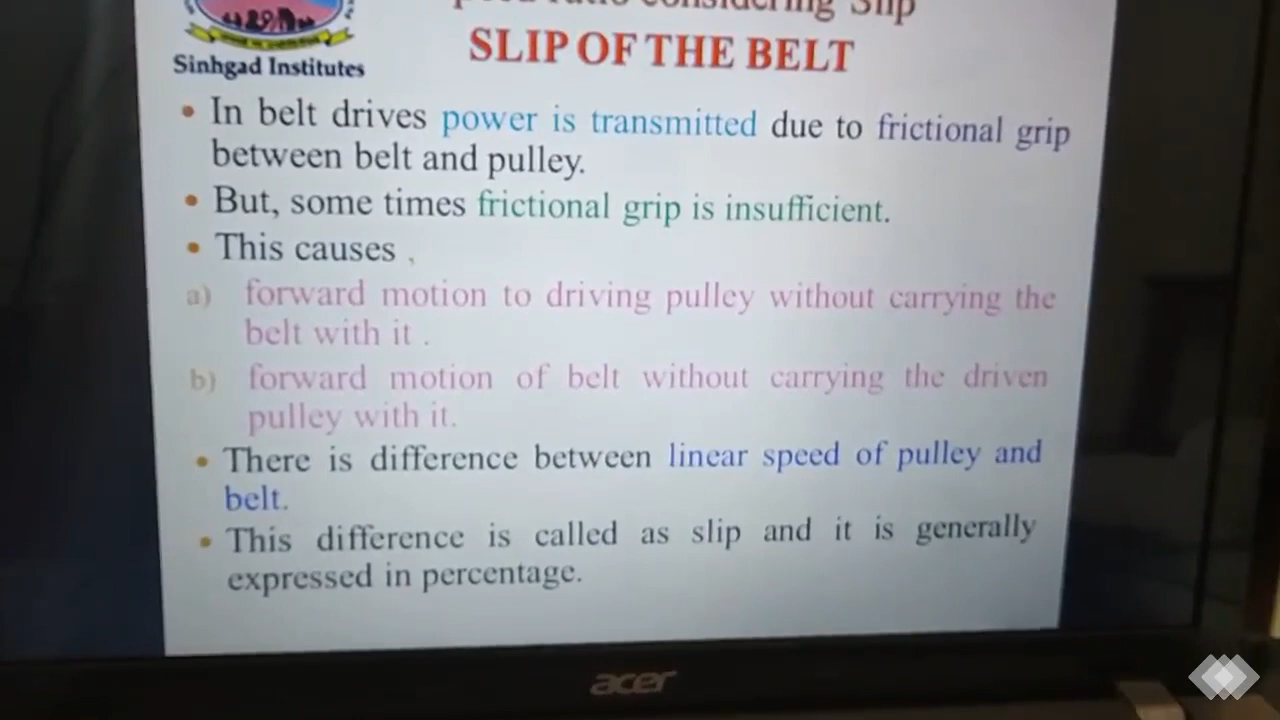 ratio considering Slip
SLIP OF THE BELT
Sinhgad Institutes
• In belt drives power is transmitted due to frictional grip
between belt and pulley.
• But, some times frictional grip is insufficient.
• This causes ,
a) forward motion to driving pulley without carrying the
belt with it .
b) forward motion of belt without carrying the driven
pulley with it.
• There is difference between linear speed of pulley and
belt.
• This difference is called as slip and it is generally
expressed in percentage.
acer